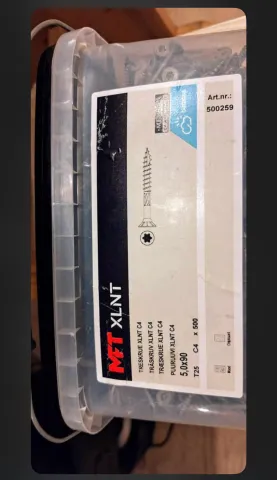 MFT XLNT
TRESKRUE XLNT C4
TRÄSKRUV XLNT C4
TRÆSKRUE XLNT C4
PUURUUVI XLNT C4
5,0x90
T25 C4 x 500
Art.nr.:
500259